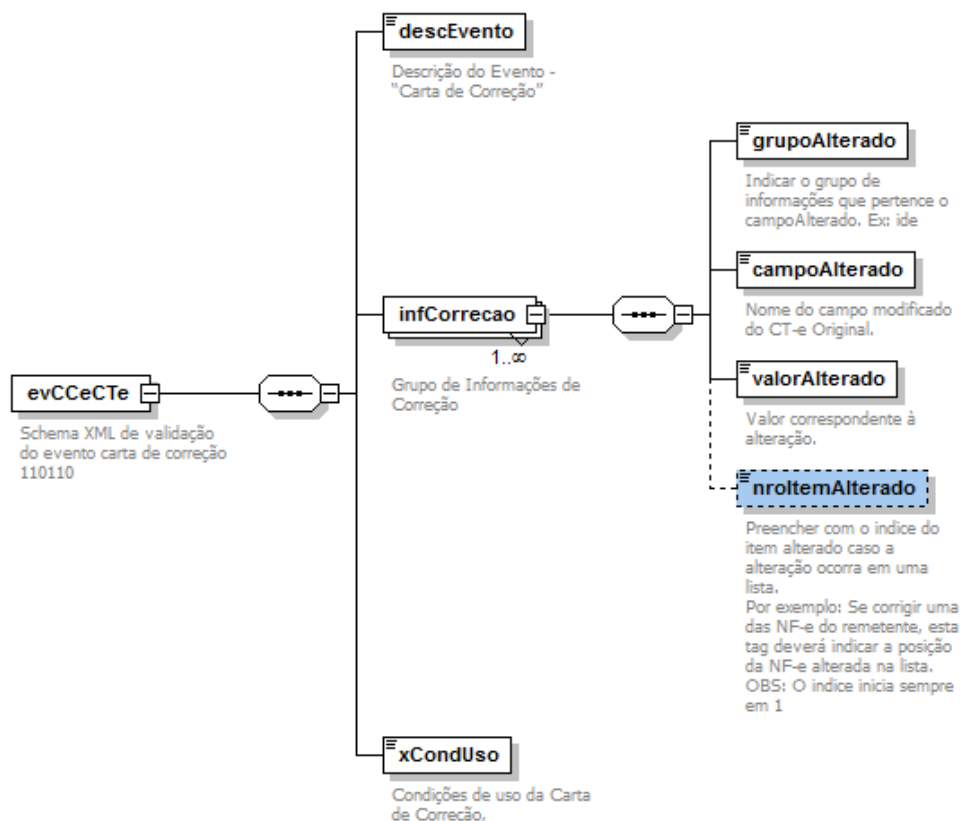 descEvento
Descrição do Evento -
"Carta de Correção"
grupoAlterado
Indicar o grupo de
informações que pertence o
campoAlterado. Ex: ide
campoAlterado
Nome do campo modificado
do CT-e Original.
infCorrecao
1..∞
Grupo de Informações de
Correção
valorAlterado
Valor correspondente à
alteração.
evCCeCTe
Schema XML de validação
do evento carta de correção
110110
nroItemAlterado
Preencher com o indice do
item alterado caso a
alteração ocorra em uma
lista.
Por exemplo: Se corrigir uma
das NF-e do remetente, esta
tag deverá indicar a posição
da NF-e alterada na lista.
OBS: O indice inicia sempre
em 1
xCondUso
Condições de uso da Carta
de Correção.